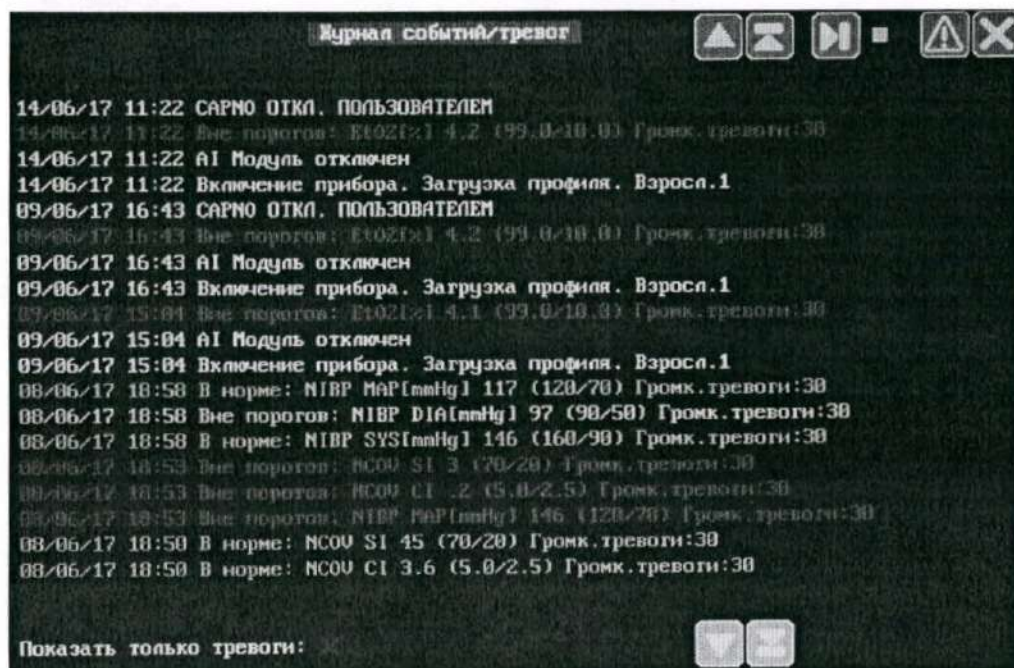 Журнал событий/тревог
14/06/17 11:22 CAPNO ОТКЛ. ПОЛЬЗОВАТЕЛЕМ
14/06/17 11:22 Вне порогов: EtO2[%] 4.2 (99.0/10.0) Громк.тревоги:30
14/06/17 11:22 AI Модуль отключен
14/06/17 11:22 Включение прибора. Загрузка профиля. Взросл.1
09/06/17 16:43 CAPNO ОТКЛ. ПОЛЬЗОВАТЕЛЕМ
09/06/17 16:43 Вне порогов: EtO2[%] 4.2 (99.0/10.0) Громк.тревоги:30
09/06/17 16:43 AI Модуль отключен
09/06/17 16:43 Включение прибора. Загрузка профиля. Взросл.1
09/06/17 15:04 Вне порогов: EtO2[%] 4.1 (99.0/10.0) Громк.тревоги:30
09/06/17 15:04 AI Модуль отключен
09/06/17 15:04 Включение прибора. Загрузка профиля. Взросл.1
08/06/17 18:58 В норме: NIBP MAP[mmHg] 117 (120/70) Громк.тревоги:30
08/06/17 18:58 Вне порогов: NIBP DIA[mmHg] 97 (90/50) Громк.тревоги:30
08/06/17 18:58 В норме: NIBP SYS[mmHg] 146 (160/90) Громк.тревоги:30
08/06/17 18:53 Вне порогов: NCOV SI 3 (70/20) Громк.тревоги:30
08/06/17 18:53 Вне порогов: NCOV CI .2 (5.0/2.5) Громк.тревоги:30
08/06/17 18:53 Вне порогов: NIBP MAP[mmHg] 146 (120/70) Громк.тревоги:30
08/06/17 18:50 В норме: NCOV SI 45 (70/20) Громк.тревоги:30
08/06/17 18:50 В норме: NCOV CI 3.6 (5.0/2.5) Громк.тревоги:30
Показать только тревоги: